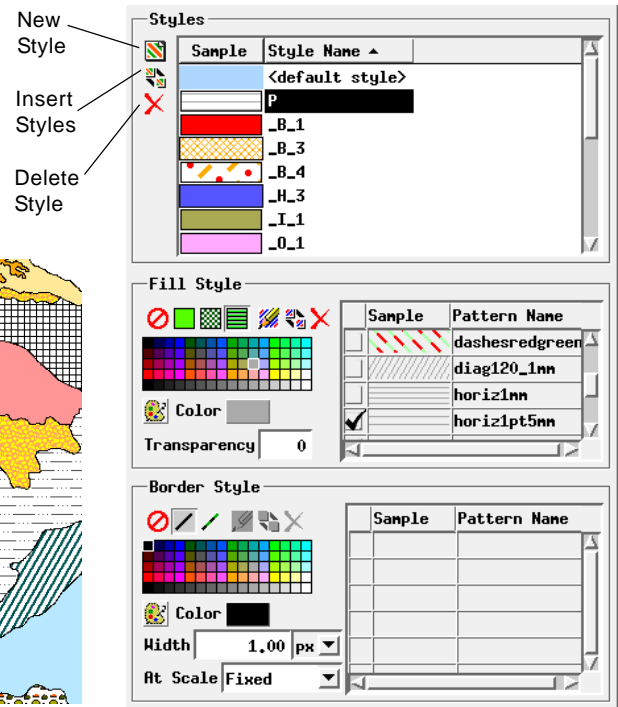 New
Style
Insert
Styles
Delete
Style
Styles
Sample Style Name
<default style>
P
_B_1
_B_3
_B_4
_H_3
_I_1
_O_1
Fill Style
Color
Transparency 0
Sample Pattern Name
dashesredgreen
diag120_1mm
horiz1mm
horiz1pt5mm
Border Style
Color
Width 1.00 px
At Scale Fixed
Sample Pattern Name